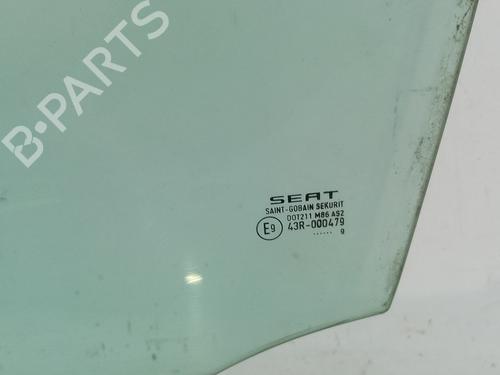 B-PARTS
SEAT
SAINT-GOBAIN SEKURIT
DOT211 M86 AS2
E9 43R-000479
...... 9